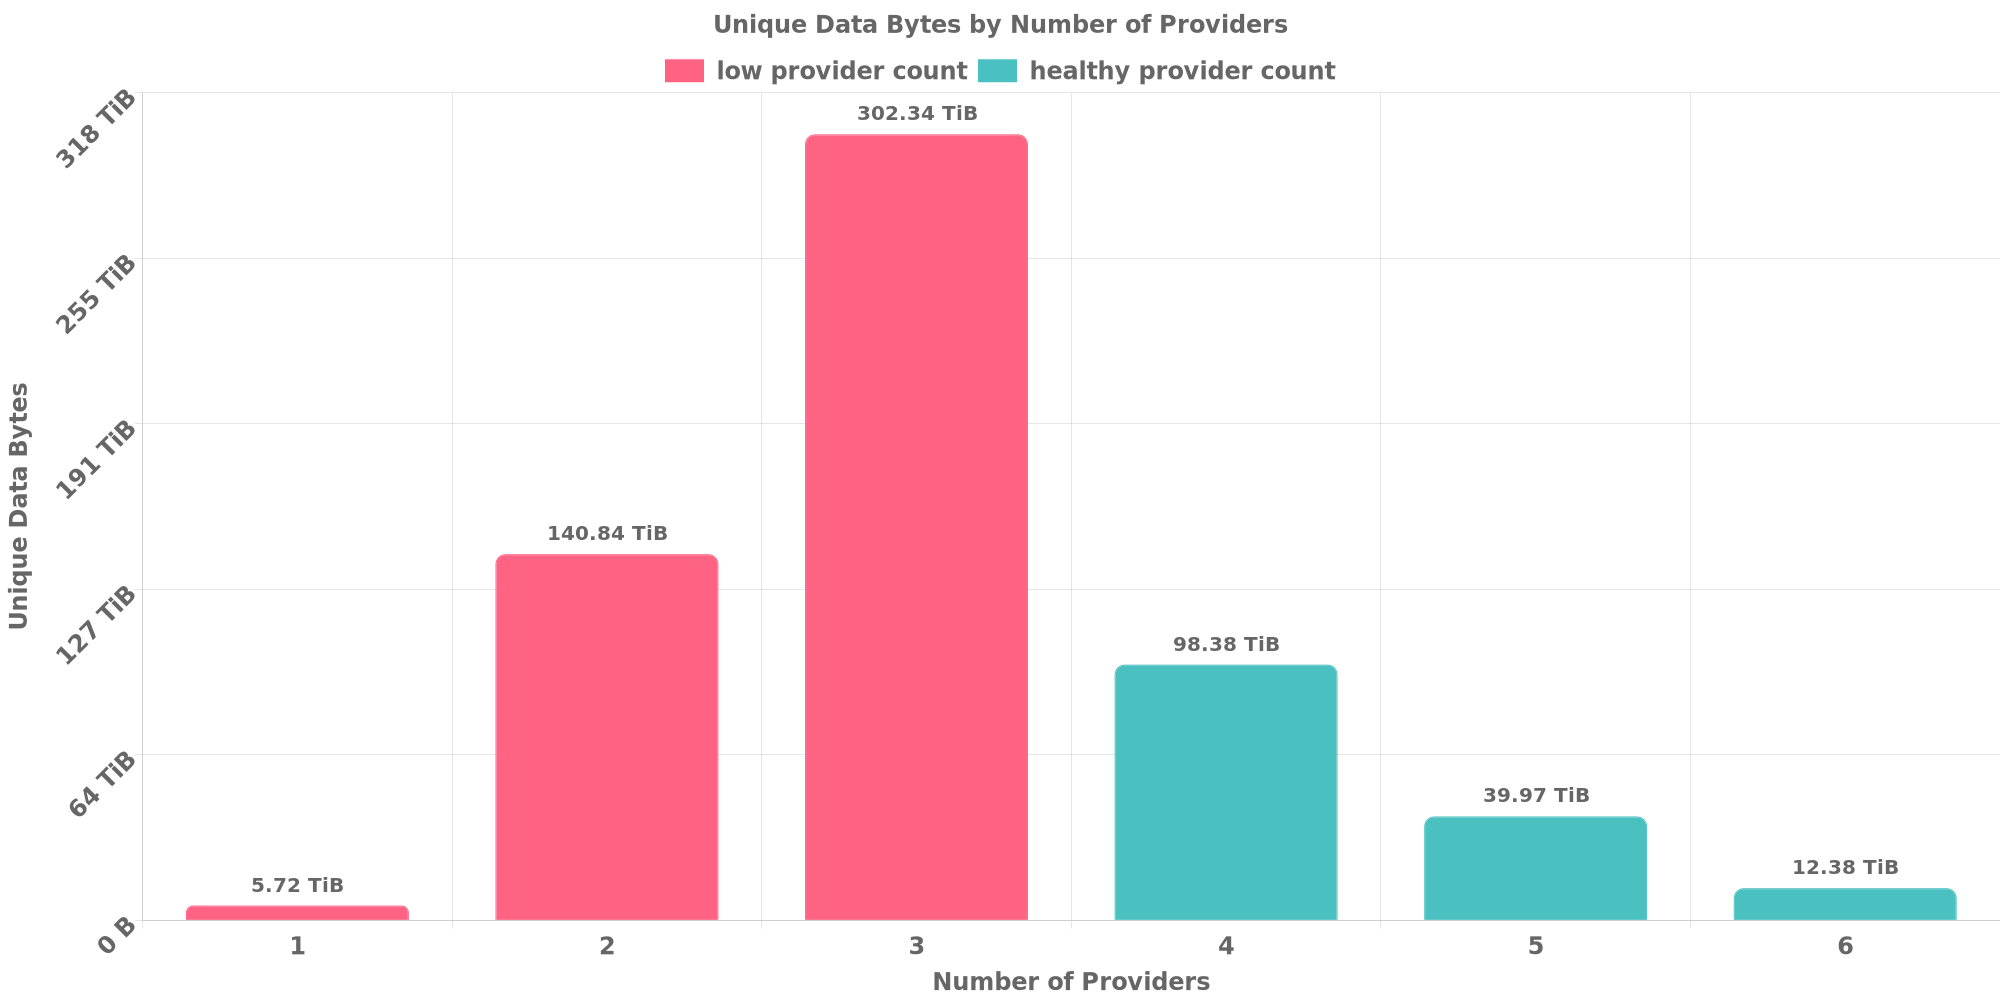 Unique Data Bytes by Number of Providers
low provider count healthy provider count
318 TiB
255 TiB
191 TiB
127 TiB
64 TiB
0 B
Unique Data Bytes
5.72 TiB
140.84 TiB
302.34 TiB
98.38 TiB
39.97 TiB
12.38 TiB
1 2 3 4 5 6
Number of Providers